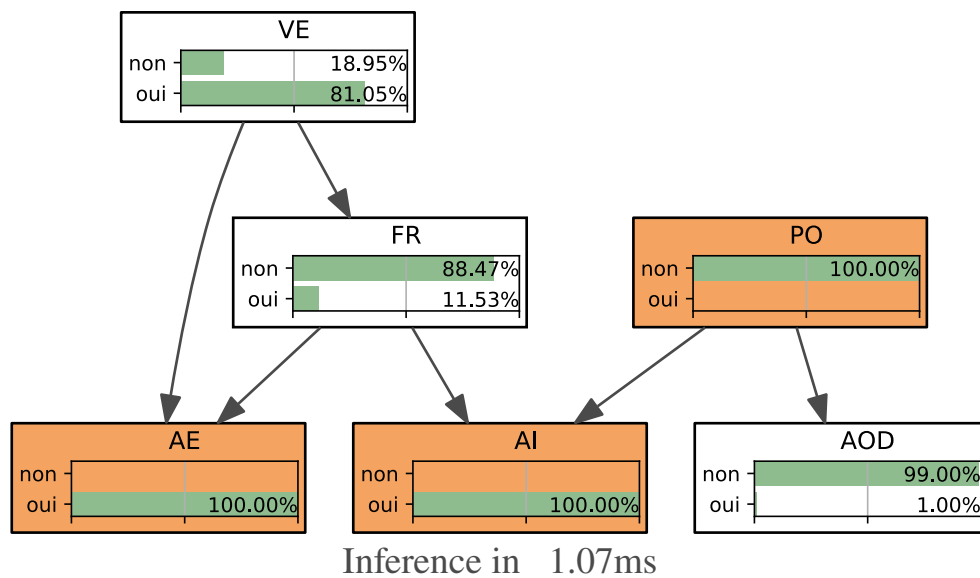 VE
non 18.95%
oui 81.05%
FR
non 88.47%
oui 11.53%
PO
non 100.00%
oui
AE
non
oui 100.00%
AI
non
oui 100.00%
AOD
non 99.00%
oui 1.00%
Inference in 1.07ms